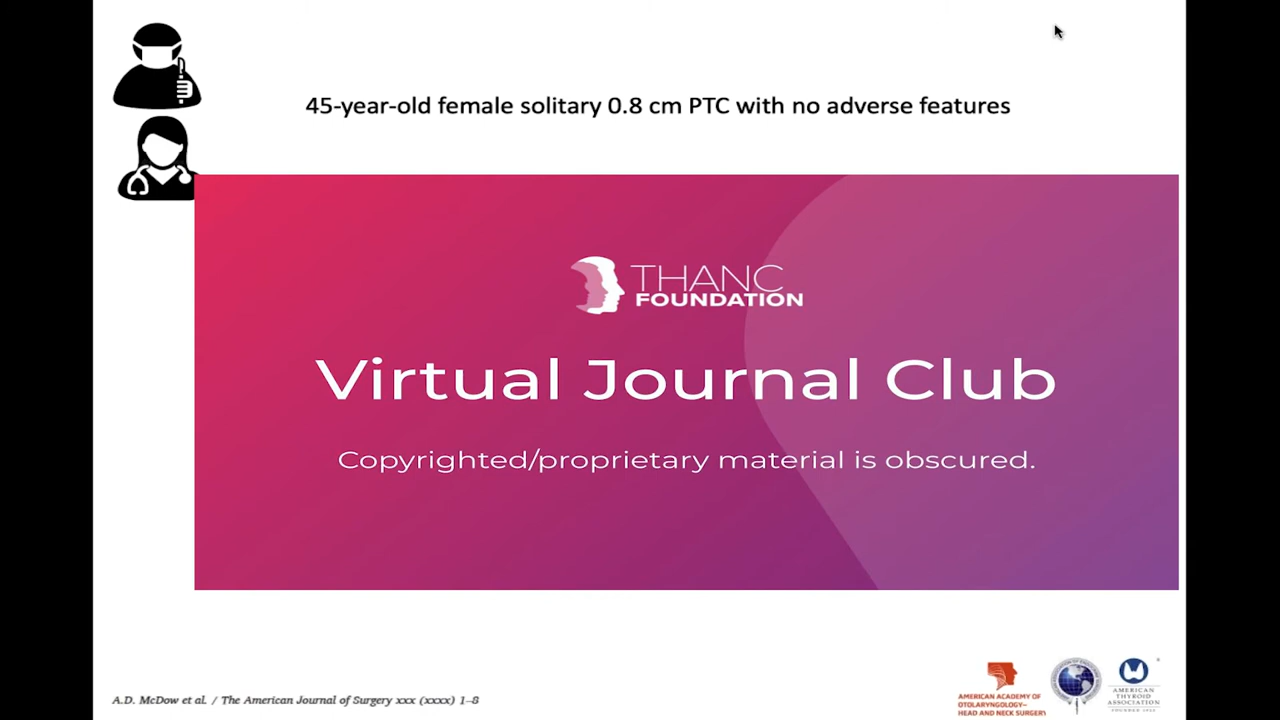 45-year-old female solitary 0.8 cm PTC with no adverse features
THANC
FOUNDATION
Virtual Journal Club
Copyrighted/proprietary material is obscured.
A.D. McDow et al. / The American Journal of Surgery xxx (xxxx) 1–8
AMERICAN ACADEMY OF
OTOLARYNGOLOGY–
HEAD AND NECK SURGERY
AMERICAN
THYROID
ASSOCIATION